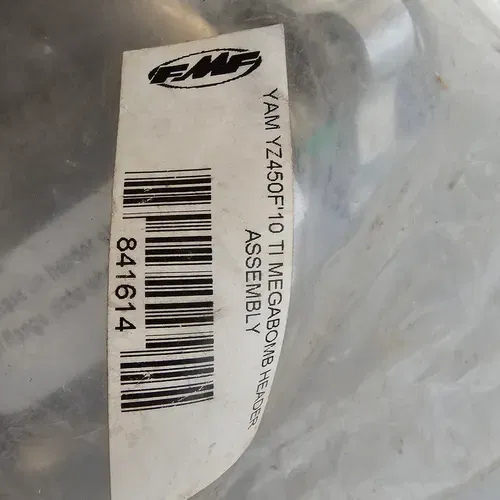 FMF
YAM YZ450F'10 TI MEGABOMB HEADER
ASSEMBLY
841614